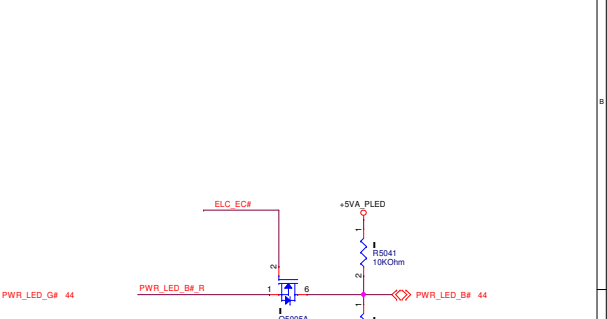 B
ELC_EC#
+5VA_PLED
1
R5041
10KOhm
2
2
PWR_LED_G# 44
PWR_LED_B#_R
1
6
PWR_LED_B# 44
1